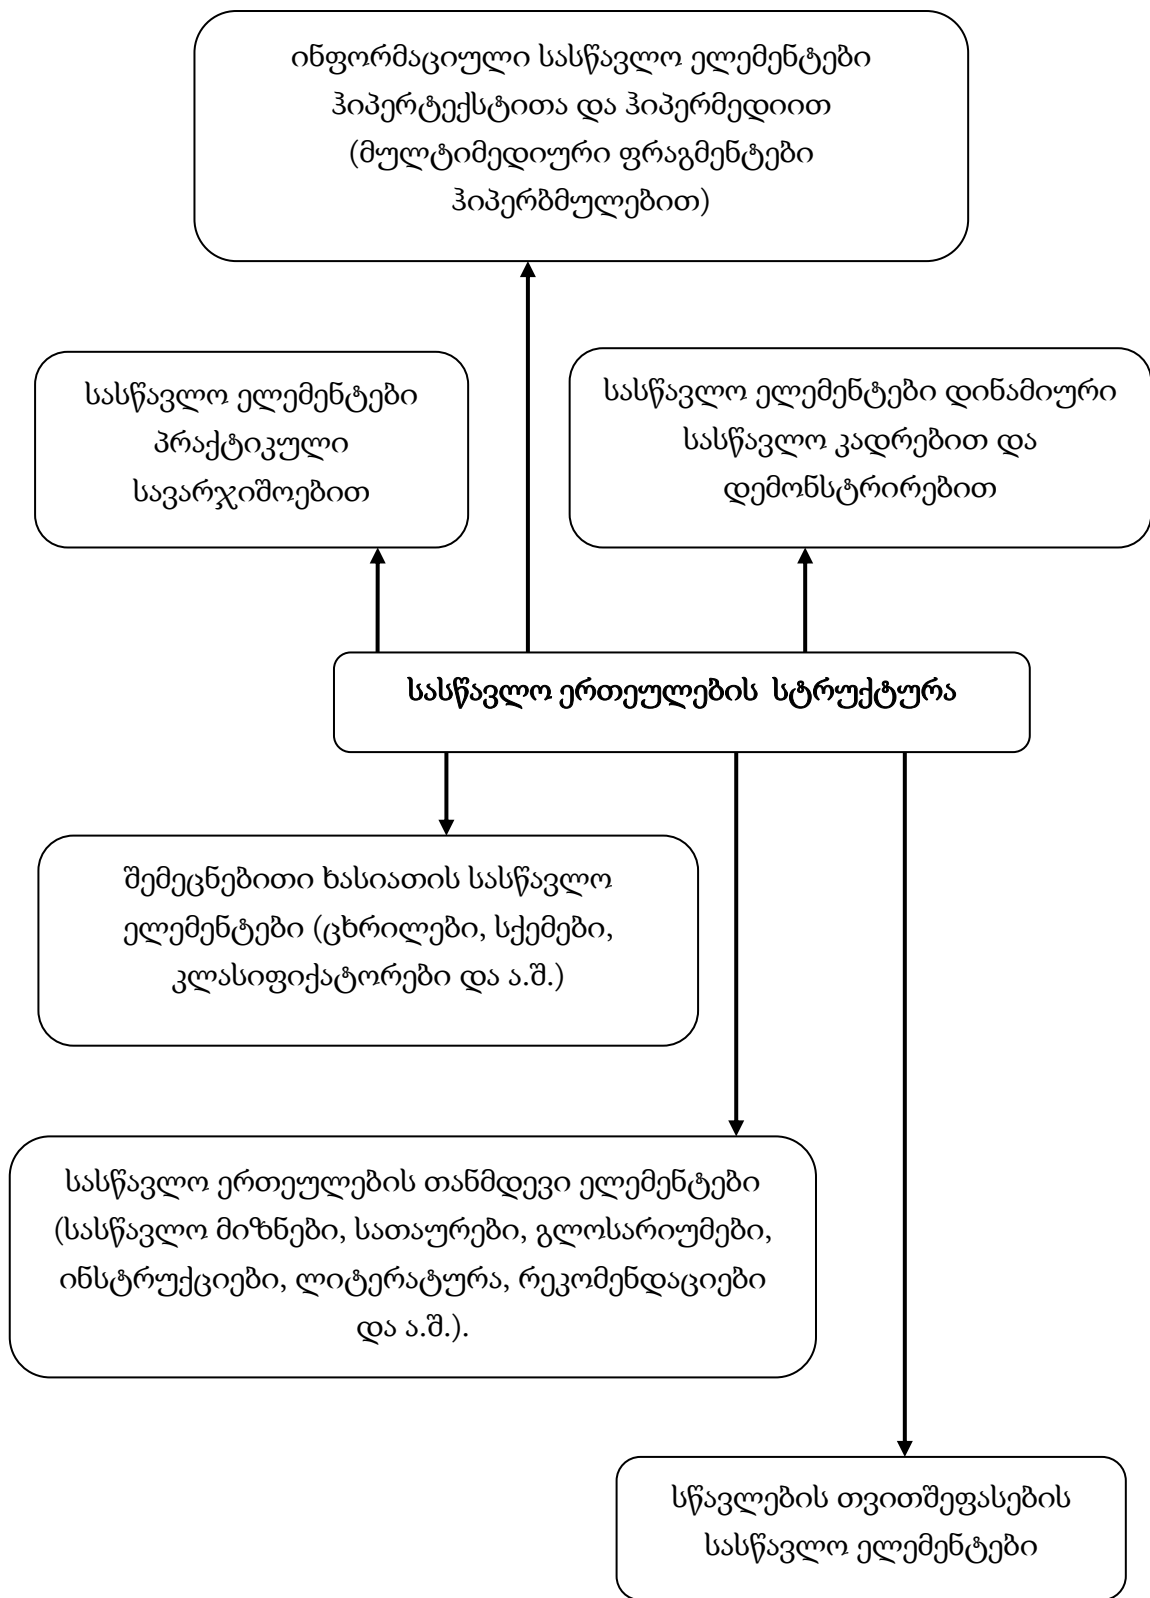 ინფორმაციული სასწავლო ელემენტები
ჰიპერტექსტითა და ჰიპერმედიით
(მულტიმედიური ფრაგმენტები
ჰიპერბმულებით)
სასწავლო ელემენტები
პრაქტიკული
სავარჯიშოებით
სასწავლო ელემენტები დინამიური
სასწავლო კადრებით და
დემონსტრირებით
სასწავლო ერთეულების სტრუქტურა
შემეცნებითი ხასიათის სასწავლო
ელემენტები (ცხრილები, სქემები,
კლასიფიქატორები და ა.შ.)
სასწავლო ერთეულების თანმდევი ელემენტები
(სასწავლო მიზნები, სათაურები, გლოსარიუმები,
ინსტრუქციები, ლიტერატურა, რეკომენდაციები
და ა.შ.).
სწავლების თვითშეფასების
სასწავლო ელემენტები